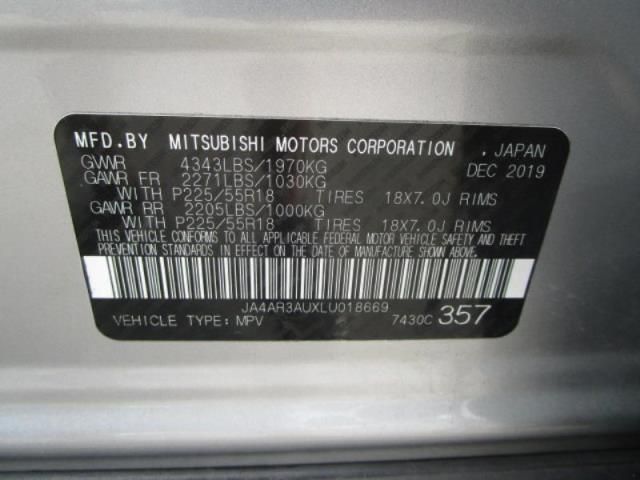 MFD.BY MITSUBISHI MOTORS CORPORATION . JAPAN
GVWR 4343LBS/1970KG DEC 2019
GAWR FR 2271LBS/1030KG
WITH P225/55R18 TIRES 18X7.0J RIMS
GAWR RR 2205LBS/1000KG
WITH P225/55R18 TIRES 18X7.0J RIMS
THIS VEHICLE CONFORMS TO ALL APPLICABLE FEDERAL MOTOR VEHICLE SAFETY AND THEFT
PREVENTION STANDARDS IN EFFECT ON THE DATE OF MANUFACTURE SHOWN ABOVE.
JA4AR3AUXLU018669
VEHICLE TYPE: MPV 7430C 357